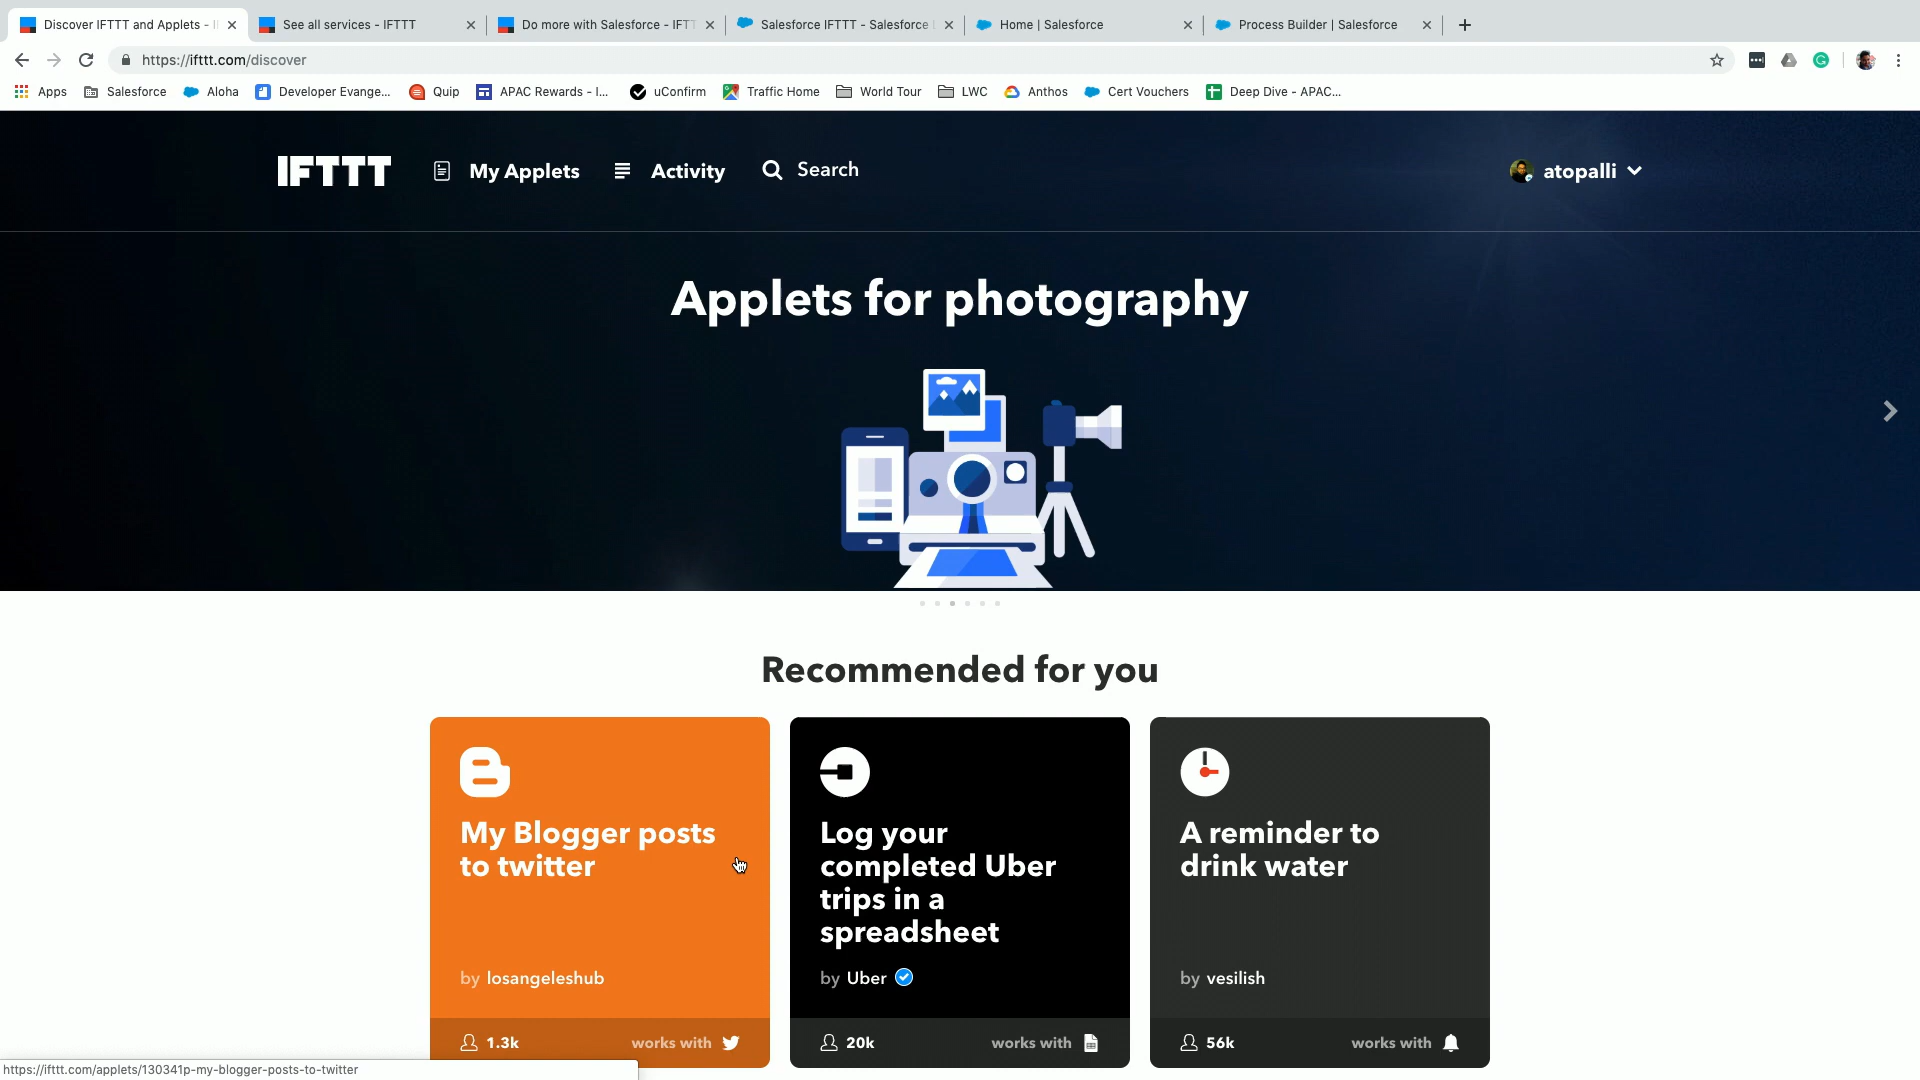 Discover IFTTT and Applets - I
See all services - IFTTT
Do more with Salesforce - IFTT
Salesforce IFTTT - Salesforce
Home | Salesforce
Process Builder | Salesforce
https://ifttt.com/discover
Apps
Salesforce
Aloha
Developer Evange...
Quip
APAC Rewards - I...
uConfirm
Traffic Home
World Tour
LWC
Anthos
Cert Vouchers
Deep Dive - APAC...
IFTTT
My Applets
Activity
Search
atopalli
Applets for photography
Recommended for you
My Blogger posts
to twitter
by losangeleshub
1.3k
works with
Log your
completed Uber
trips in a
spreadsheet
by Uber
20k
works with
A reminder to
drink water
by vesilish
56k
works with
https://ifttt.com/applets/130341p-my-blogger-posts-to-twitter